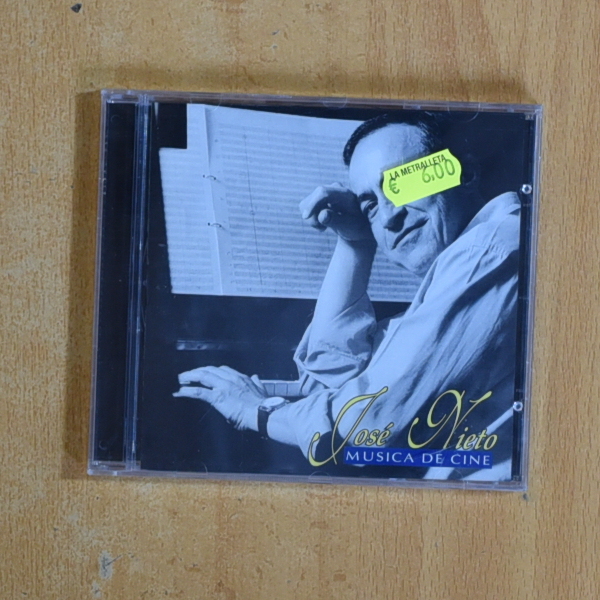 LA METRALLETA
€ 6,00
José Nieto
MUSICA DE CINE